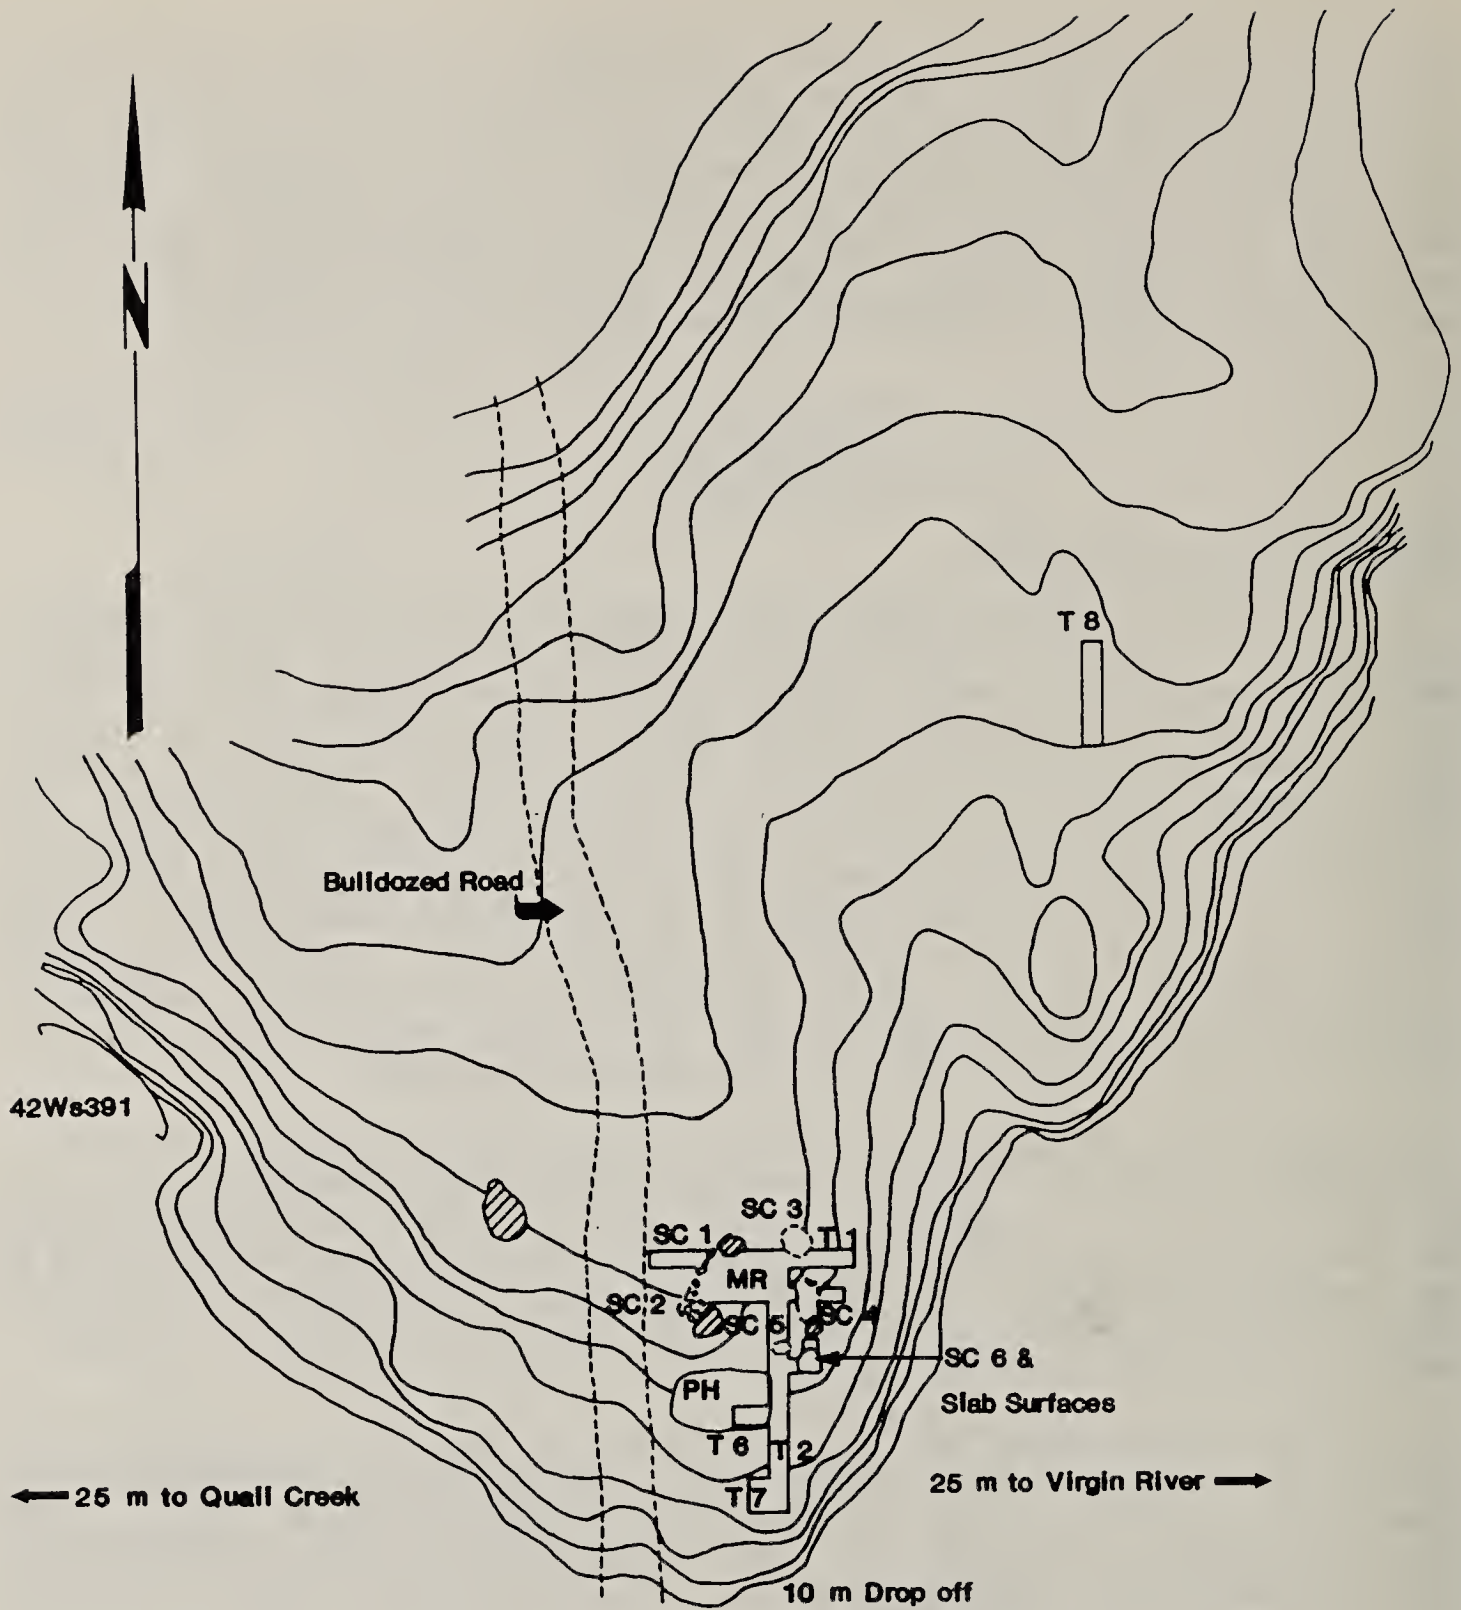 N
T 8
Bulldozed Road
42Ws391
SC 3
SC 1
T 1
MR
SC 2
SC 5
SC 4
SC 6 &
Slab Surfaces
PH
T 6
T 2
T 7
25 m to Quail Creek
25 m to Virgin River
10 m Drop off